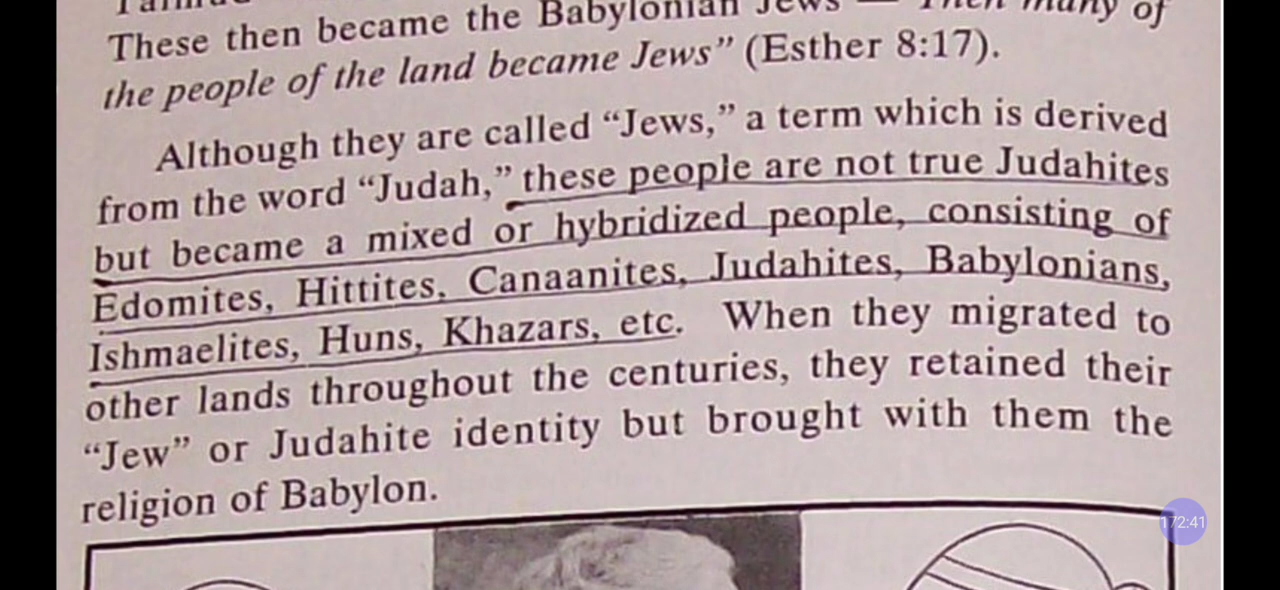 These then became the Babylonian Jews — Then many of
the people of the land became Jews” (Esther 8:17).
Although they are called “Jews,” a term which is derived
from the word “Judah,” these people are not true Judahites
but became a mixed or hybridized people, consisting of
Edomites, Hittites, Canaanites, Judahites, Babylonians,
Ishmaelites, Huns, Khazars, etc. When they migrated to
other lands throughout the centuries, they retained their
“Jew” or Judahite identity but brought with them the
religion of Babylon.
172:41